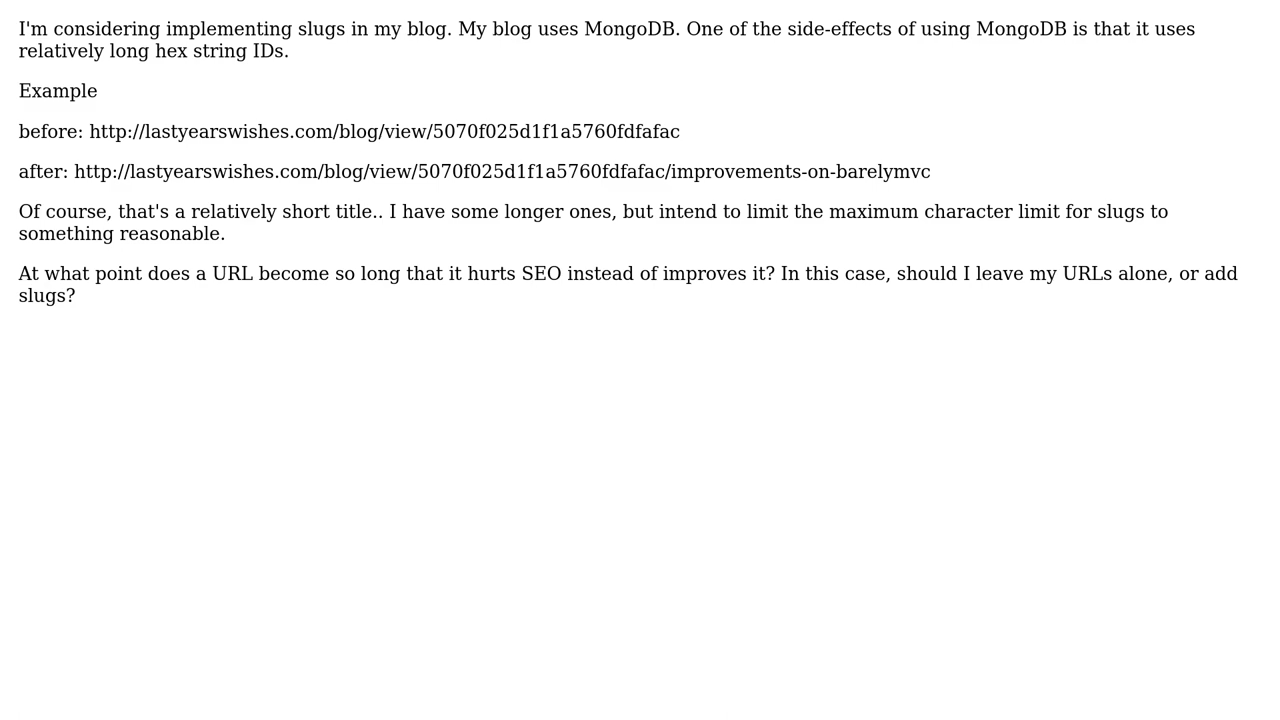 I'm considering implementing slugs in my blog. My blog uses MongoDB. One of the side-effects of using MongoDB is that it uses
relatively long hex string IDs.
Example
before: http://lastyearswishes.com/blog/view/5070f025d1f1a5760fdfafac
after: http://lastyearswishes.com/blog/view/5070f025d1f1a5760fdfafac/improvements-on-barelymvc
Of course, that's a relatively short title.. I have some longer ones, but intend to limit the maximum character limit for slugs to
something reasonable.
At what point does a URL become so long that it hurts SEO instead of improves it? In this case, should I leave my URLs alone, or add
slugs?